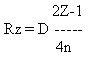 2Z-1
Rz = D -----
4n